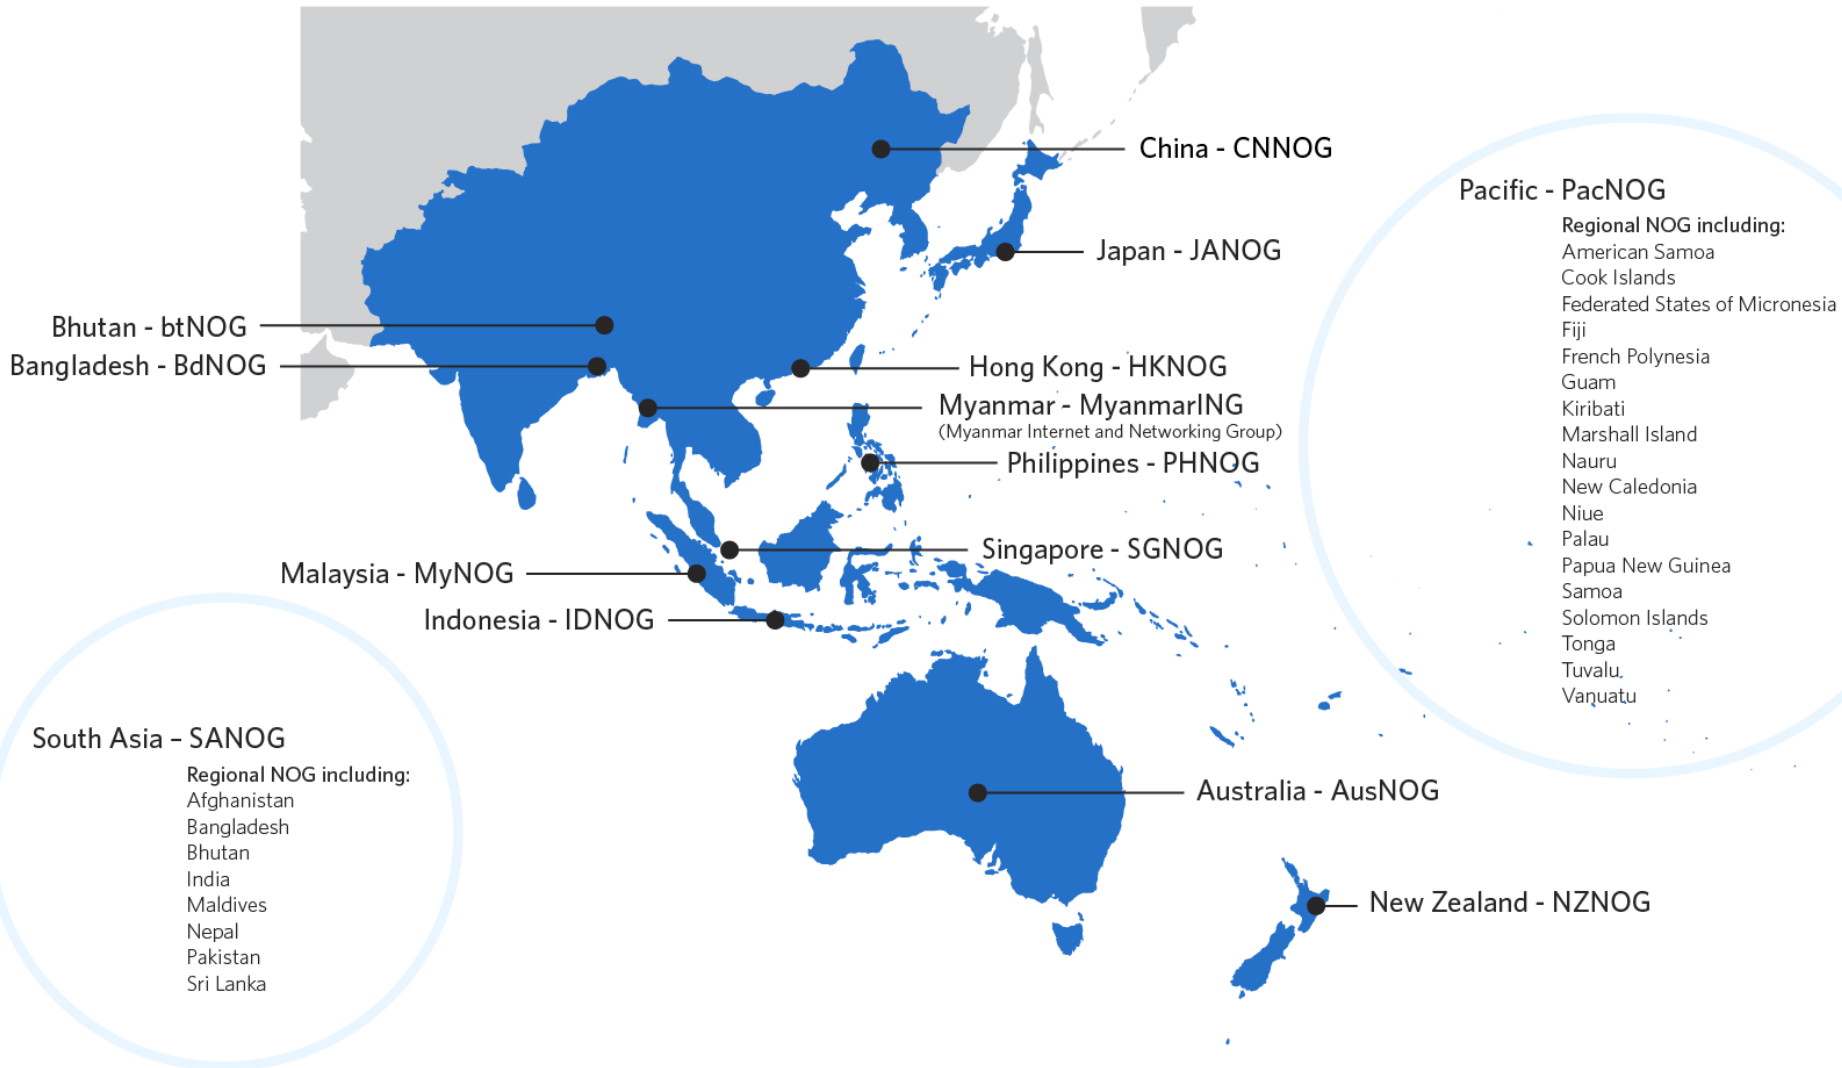 China - CNNOG
Japan - JANOG
Bhutan - btNOG
Bangladesh - BdNOG
Hong Kong - HKNOG
Myanmar - MyanmarING
(Myanmar Internet and Networking Group)
Philippines - PHNOG
Singapore - SGNOG
Malaysia - MyNOG
Indonesia - IDNOG
Australia - AusNOG
New Zealand - NZNOG
Pacific - PacNOG
Regional NOG including:
American Samoa
Cook Islands
Federated States of Micronesia
Fiji
French Polynesia
Guam
Kiribati
Marshall Island
Nauru
New Caledonia
Niue
Palau
Papua New Guinea
Samoa
Solomon Islands
Tonga
Tuvalu
Vanuatu
South Asia – SANOG
Regional NOG including:
Afghanistan
Bangladesh
Bhutan
India
Maldives
Nepal
Pakistan
Sri Lanka